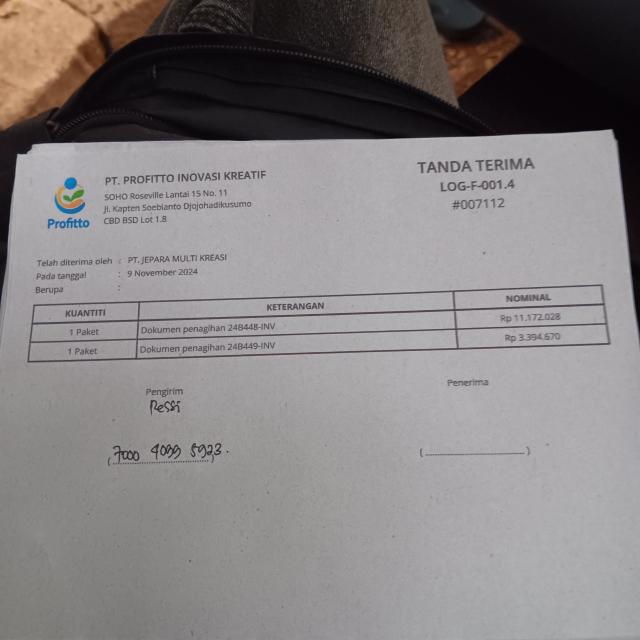 Profitto
PT. PROFITTO INOVASI KREATIF
SOHO Roseville Lantai 15 No. 11
Jl. Kapten Soebianto Djojohadikusumo
CBD BSD Lot 1.8
TANDA TERIMA
LOG-F-001.4
#007112
Telah diterima oleh : PT. JEPARA MULTI KREASI
Pada tanggal : 9 November 2024
Berupa :
KUANTITI KETERANGAN NOMINAL
1 Paket Dokumen penagihan 24B448-INV Rp 11.172.028
1 Paket Dokumen penagihan 24B449-INV Rp 3.394.670
Pengirim Penerima
Ressi
(7000 4099 5923.) (....................)